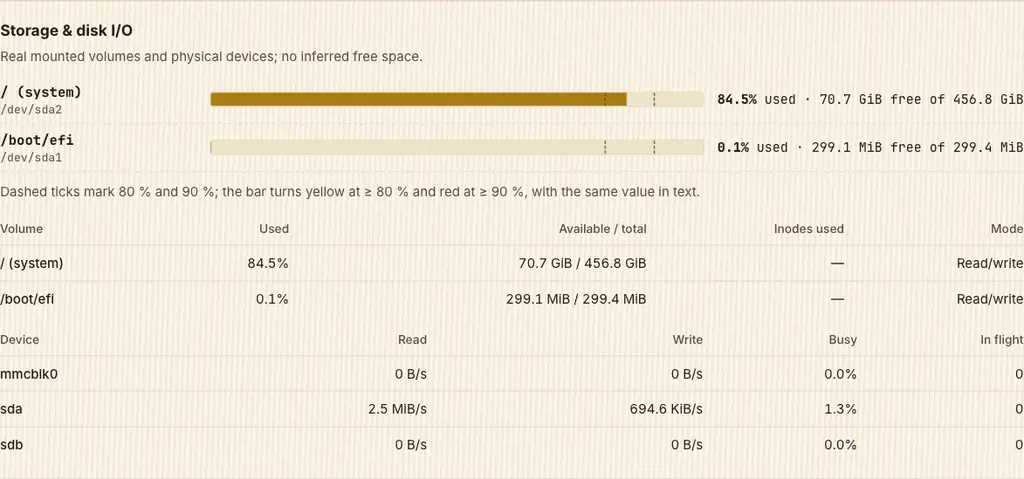 Storage & disk I/O
Real mounted volumes and physical devices; no inferred free space.
/ (system)
/dev/sda2
84.5% used · 70.7 GiB free of 456.8 GiB
/boot/efi
/dev/sda1
0.1% used · 299.1 MiB free of 299.4 MiB
Dashed ticks mark 80 % and 90 %; the bar turns yellow at ≥ 80 % and red at ≥ 90 %, with the same value in text.
Volume Used Available / total Inodes used Mode
/ (system) 84.5% 70.7 GiB / 456.8 GiB — Read/write
/boot/efi 0.1% 299.1 MiB / 299.4 MiB — Read/write
Device Read Write Busy In flight
mmcblk0 0 B/s 0 B/s 0.0% 0
sda 2.5 MiB/s 694.6 KiB/s 1.3% 0
sdb 0 B/s 0 B/s 0.0% 0